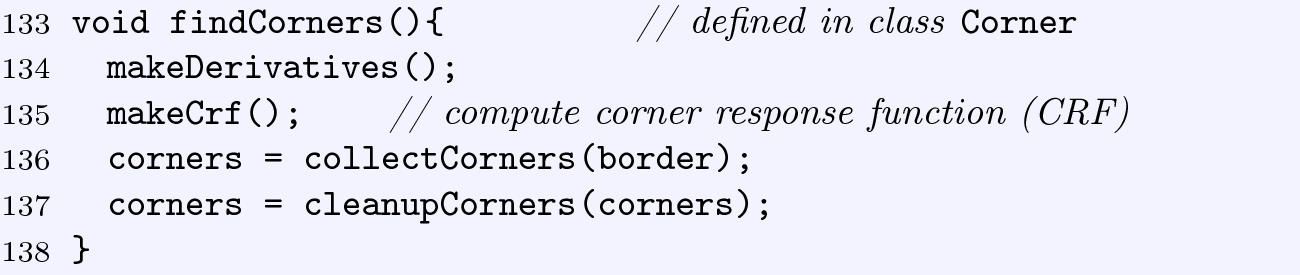 133 void findCorners(){ // defined in class Corner
134 makeDerivatives();
135 makeCrf(); // compute corner response function (CRF)
136 corners = collectCorners(border);
137 corners = cleanupCorners(corners);
138 }